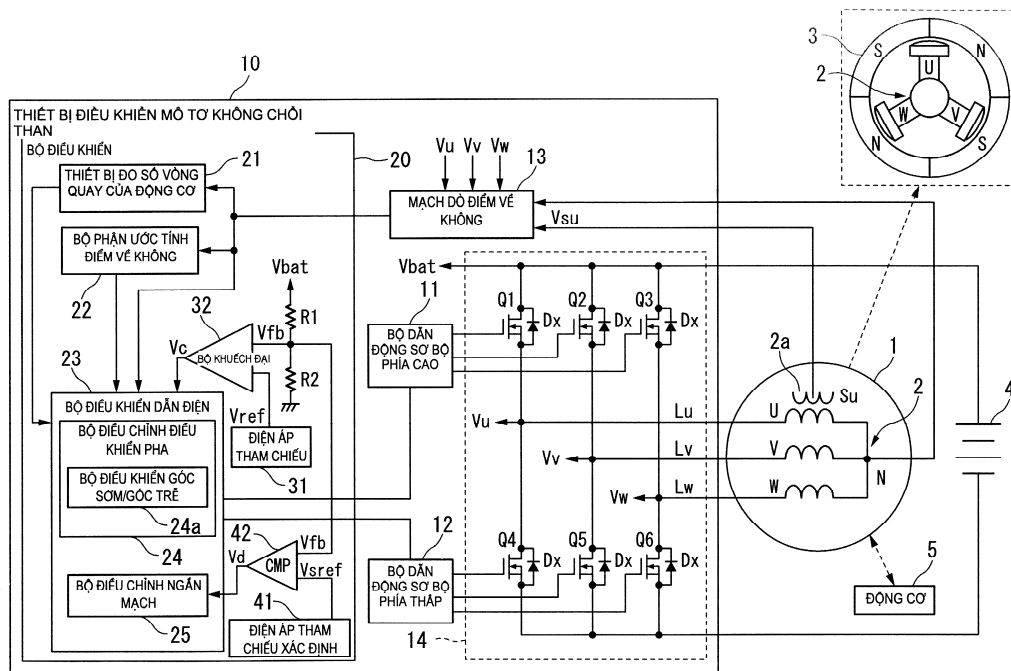 10
THIẾT BỊ ĐIỀU KHIỂN MÔ TƠ KHÔNG CHỔI
THAN
BỘ ĐIỀU KHIỂN
20
21
THIẾT BỊ ĐO SỐ VÒNG
QUAY CỦA ĐỘNG CƠ
BỘ PHẬN ƯỚC TÍNH
ĐIỂM VỀ KHÔNG
22
Vu Vv Vw
13
MẠCH DÒ ĐIỂM VỀ
KHÔNG
Vsu
3
S N
2
U
W V
N S
Vbat
R1
32
Vfb
Vc
BỘ KHUẾCH ĐẠI
R2
Vref
ĐIỆN ÁP
THAM CHIẾU
31
23
BỘ ĐIỀU KHIỂN DẪN ĐIỆN
BỘ ĐIỀU CHỈNH ĐIỀU
KHIỂN PHA
BỘ ĐIỀU KHIỂN GÓC
SỚM/GÓC TRỄ
24a
24
42
Vfb
Vd
CMP
Vsref
BỘ ĐIỀU CHỈNH NGẮN
MẠCH
25
41
ĐIỆN ÁP THAM
CHIẾU XÁC ĐỊNH
Vbat
11
BỘ DẪN
ĐỘNG SƠ BỘ
PHÍA CAO
Q1 Q2 Q3
Dx Dx Dx
Vu
Vv
Vw
Lu
Lv
Lw
12
BỘ DẪN
ĐỘNG SƠ BỘ
PHÍA THẤP
Q4 Q5 Q6
Dx Dx Dx
14
2a
Su
1
2
U
V
W
N
4
5
ĐỘNG CƠ